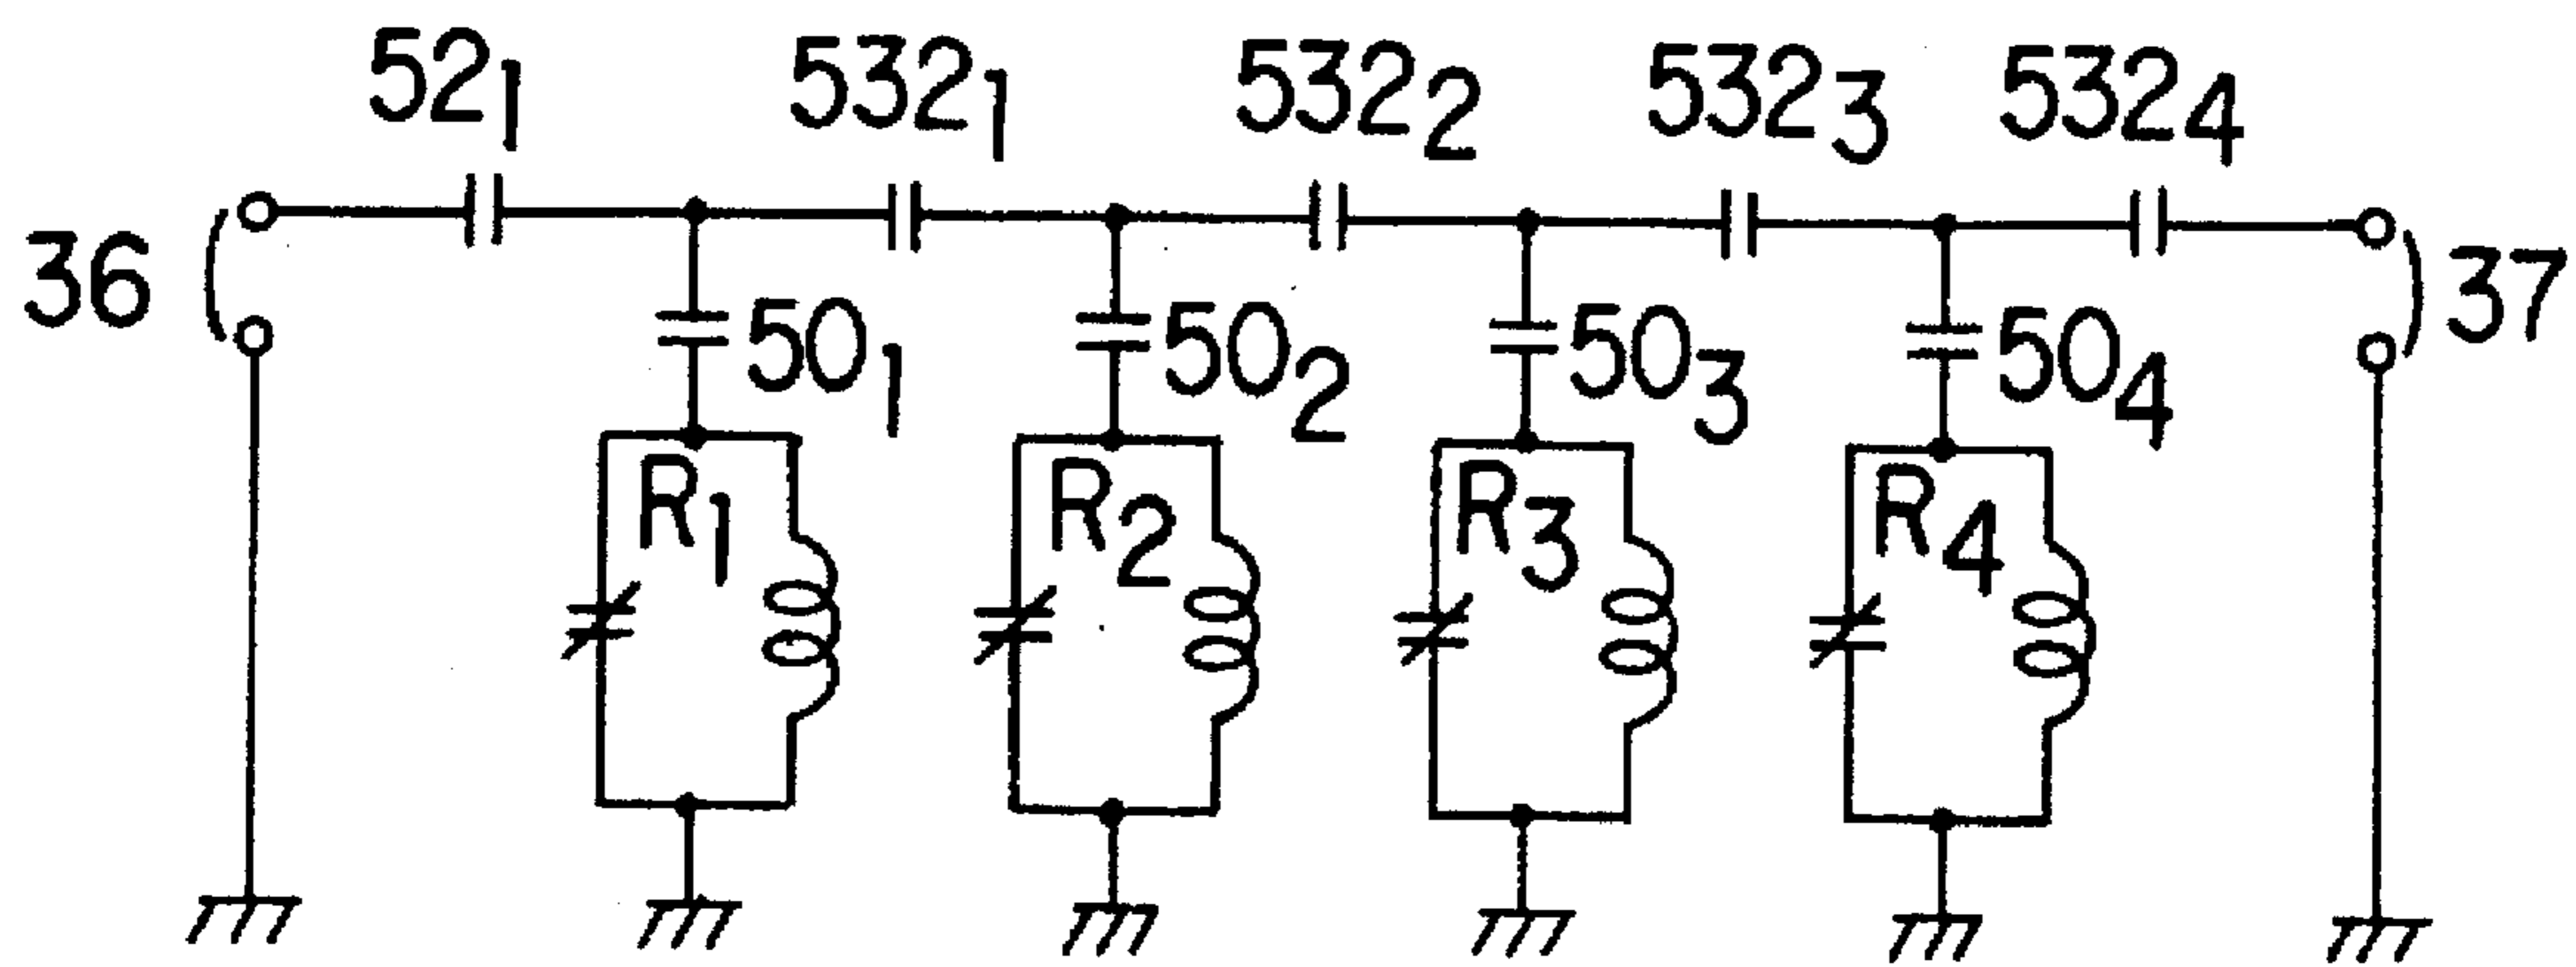 52₁ 532₁ 532₂ 532₃ 532₄
36 37
50₁ 50₂ 50₃ 50₄
R₁ R₂ R₃ R₄